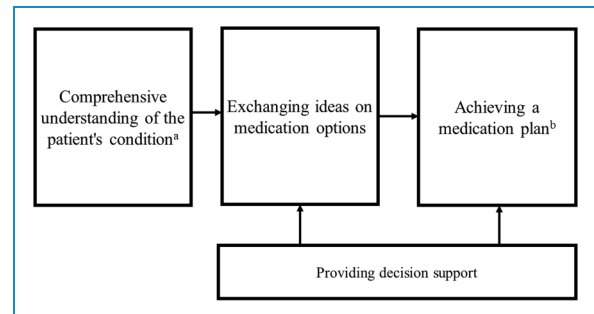 Comprehensive
understanding of the
patient's conditionᵃ
Exchanging ideas on
medication options
Achieving a
medication planᵇ
Providing decision support